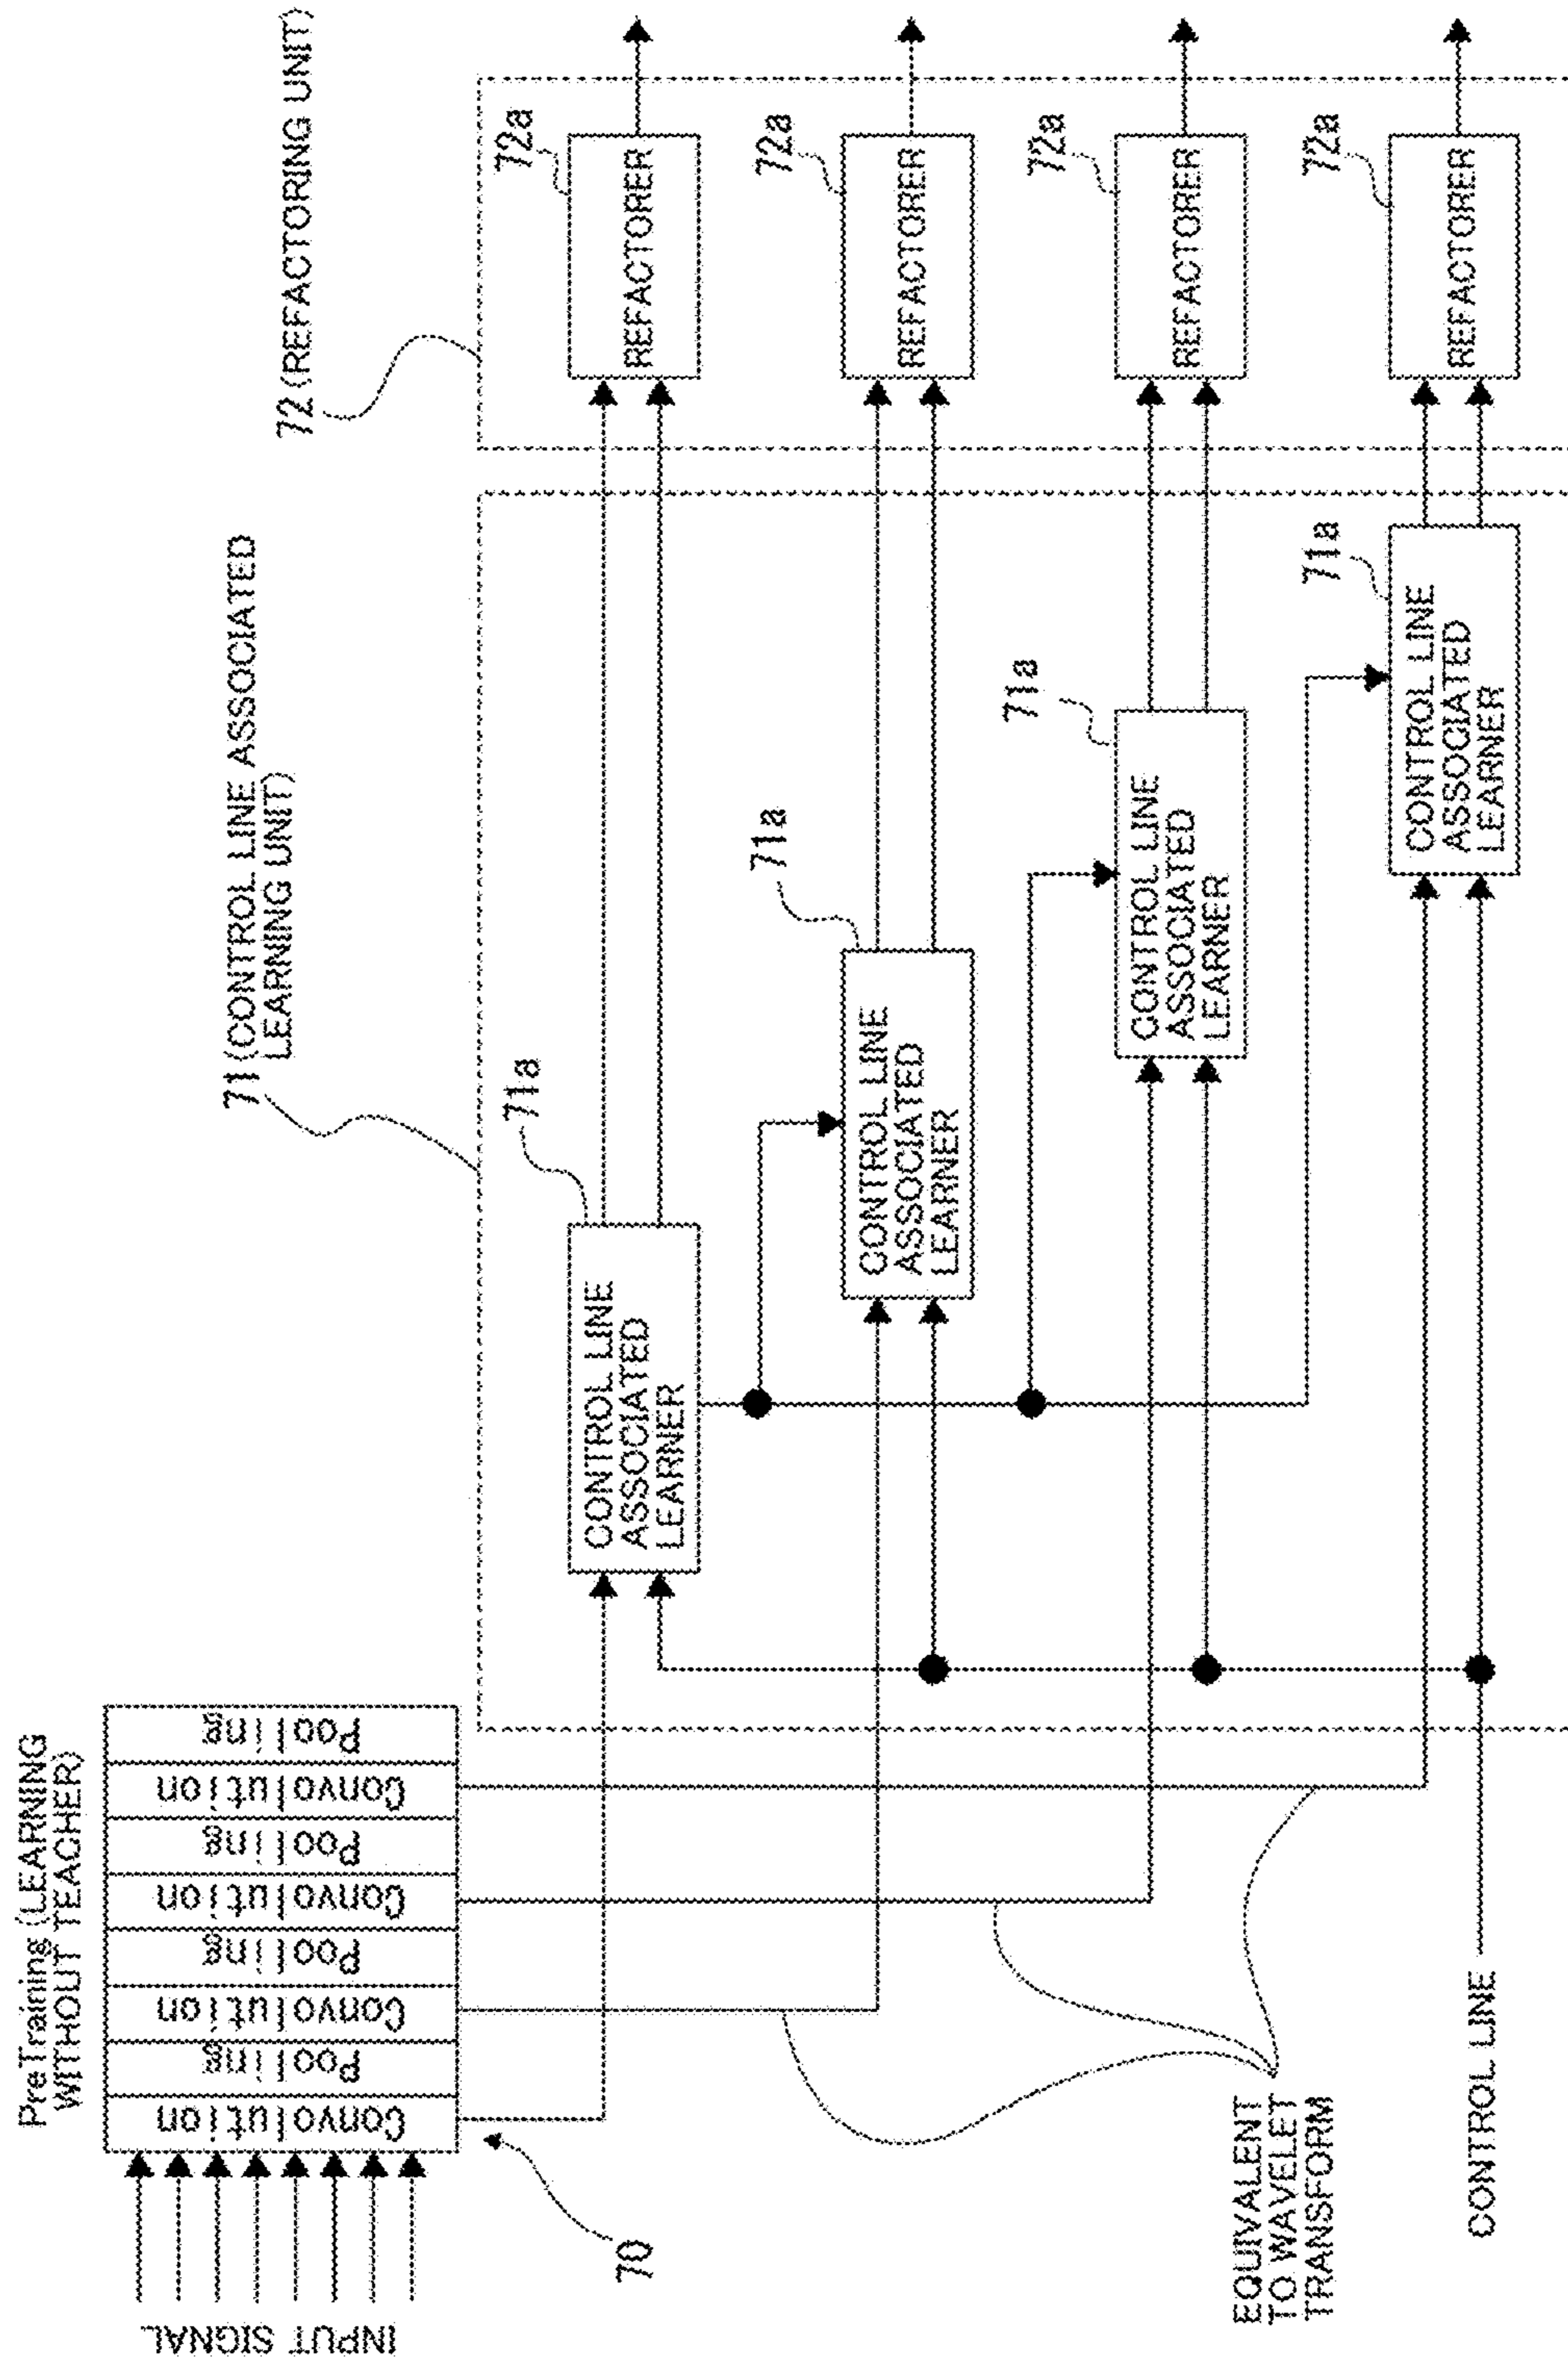 PreTraining (LEARNING
WITHOUT TEACHER)
INPUT SIGNAL
Convolution
Pooling
Convolution
Pooling
Convolution
Pooling
Convolution
Pooling
70
71 (CONTROL LINE ASSOCIATED
LEARNING UNIT)
72 (REFACTORING UNIT)
71a
CONTROL LINE
ASSOCIATED
LEARNER
72a
REFACTORER
71a
CONTROL LINE
ASSOCIATED
LEARNER
72a
REFACTORER
71a
CONTROL LINE
ASSOCIATED
LEARNER
72a
REFACTORER
71a
CONTROL LINE
ASSOCIATED
LEARNER
72a
REFACTORER
EQUIVALENT
TO WAVELET
TRANSFORM
CONTROL LINE